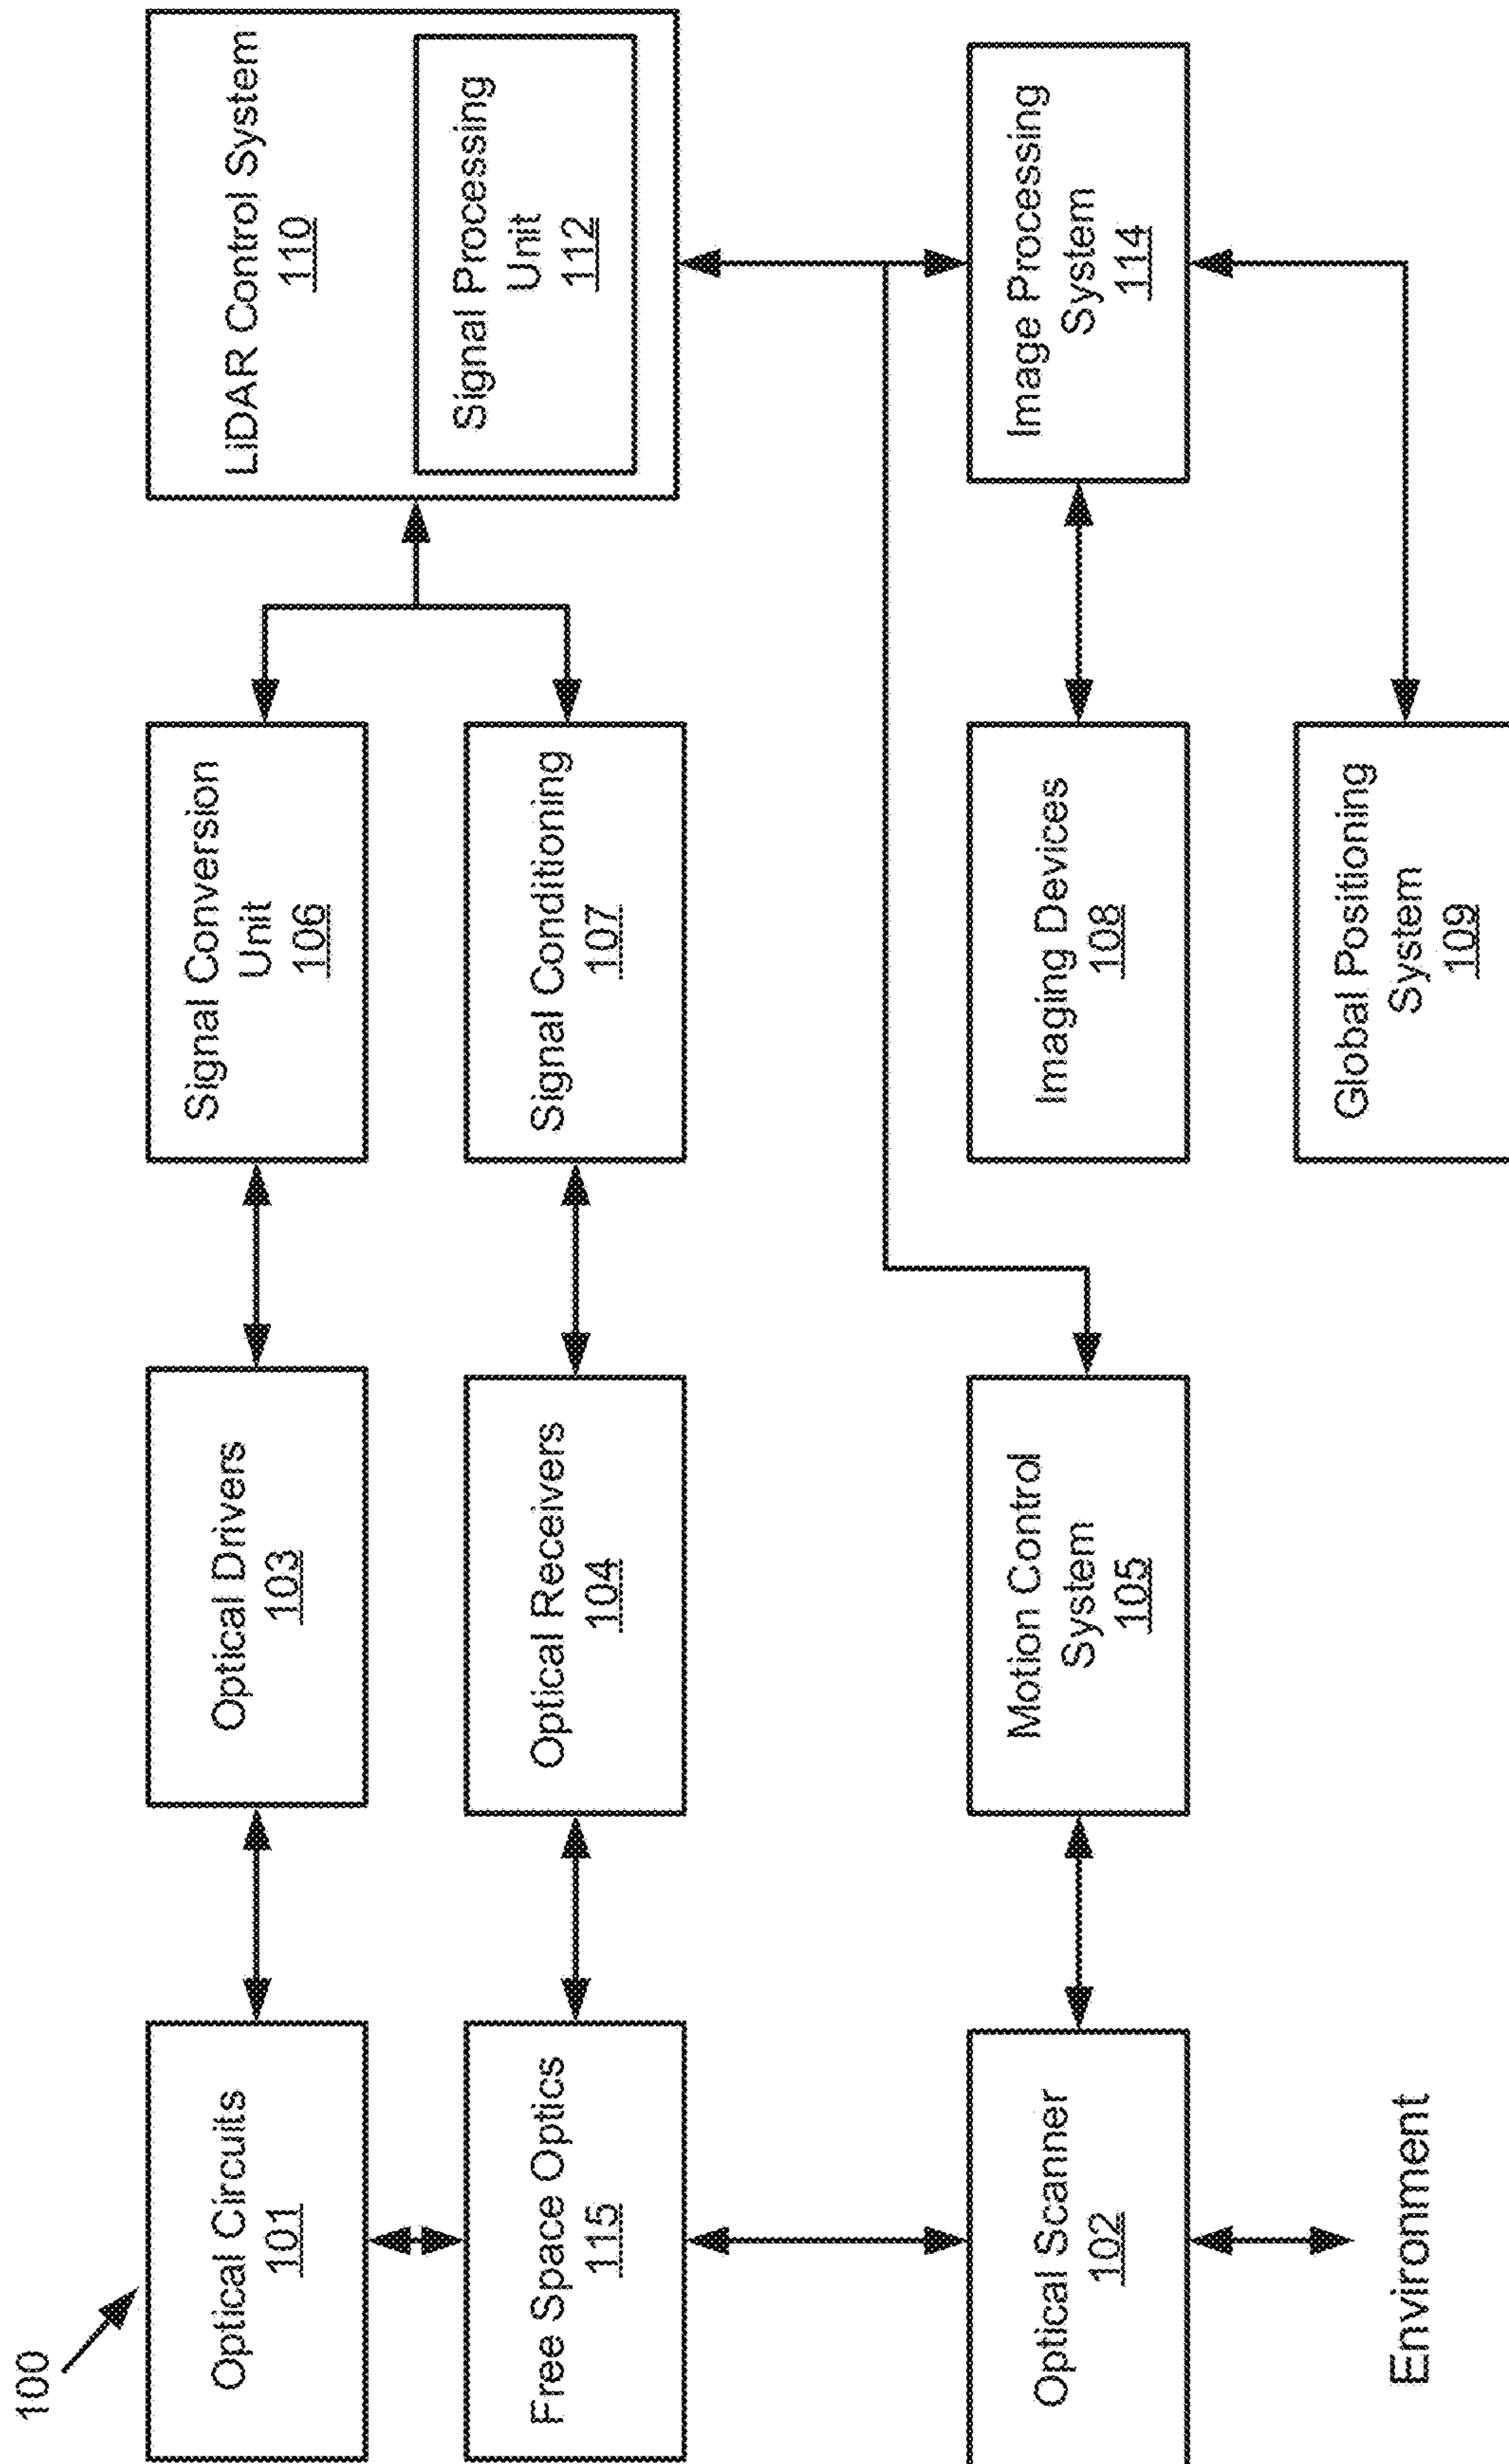 100
Optical Circuits
101
Optical Drivers
103
Signal Conversion
Unit
106
LiDAR Control System
110
Signal Processing
Unit
112
Free Space Optics
115
Optical Receivers
104
Signal Conditioning
107
Optical Scanner
102
Motion Control
System
105
Imaging Devices
108
Image Processing
System
114
Environment
Global Positioning
System
109